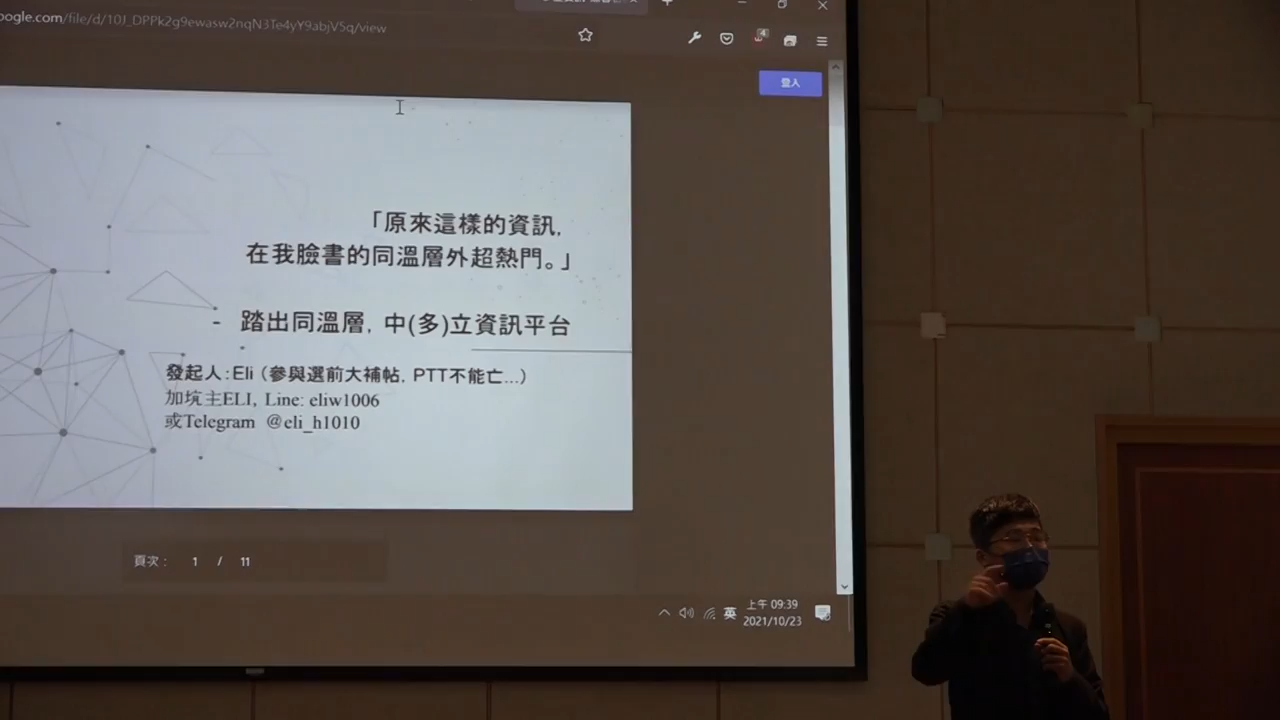 oogle.com/file/d/10J_DPPk2g9ewasw2nqN3Te4yY9abjVSq/view
4
登入
「原來這樣的資訊,
在我臉書的同溫層外超熱門。」
- 踏出同溫層, 中(多)立資訊平台
發起人:Eli (參與選前大補帖, PTT不能亡...)
加坑主ELI, Line: eliw1006
或Telegram @eli_h1010
頁次: 1 / 11
英
上午 09:39
2021/10/23